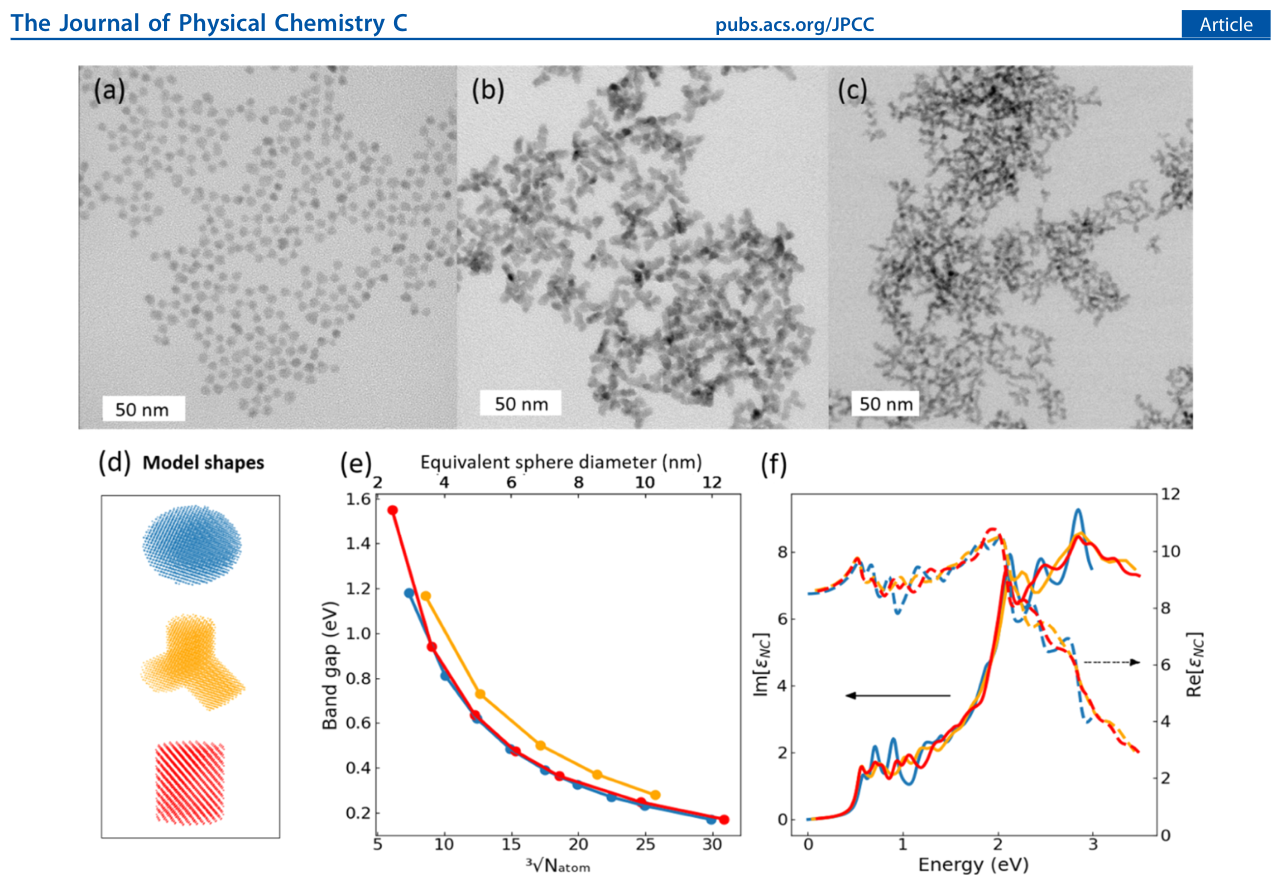 The Journal of Physical Chemistry C
pubs.acs.org/JPCC
Article
(a)
(b)
(c)
50 nm
50 nm
50 nm
(d) Model shapes
(e)
Equivalent sphere diameter (nm)
2 4 6 8 10 12
1.6
1.4
1.2
1.0
0.8
0.6
0.4
0.2
Band gap (eV)
5 10 15 20 25 30
³√Natom
(f)
8
6
4
2
0
Im[εNC]
12
10
8
6
4
2
0
Re[εNC]
0 1 2 3
Energy (eV)